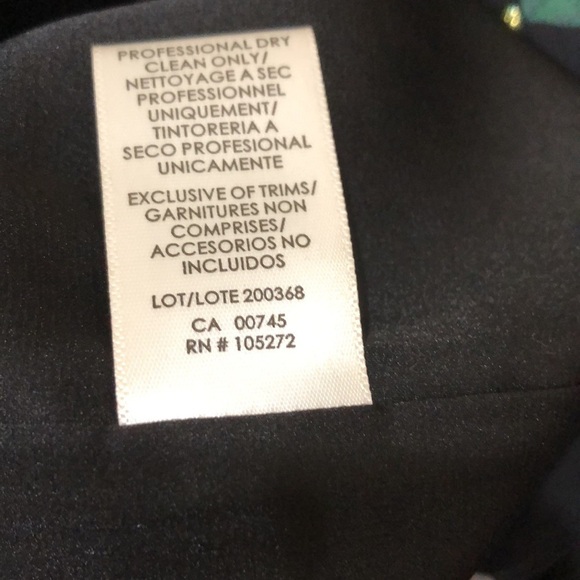 PROFESSIONAL DRY
CLEAN ONLY/
NETTOYAGE A SEC
PROFESSIONNEL
UNIQUEMENT/
TINTORERIA A
SECO PROFESIONAL
UNICAMENTE
EXCLUSIVE OF TRIMS/
GARNITURES NON
COMPRISES/
ACCESORIOS NO
INCLUIDOS
LOT/LOTE 200368
CA 00745
RN # 105272